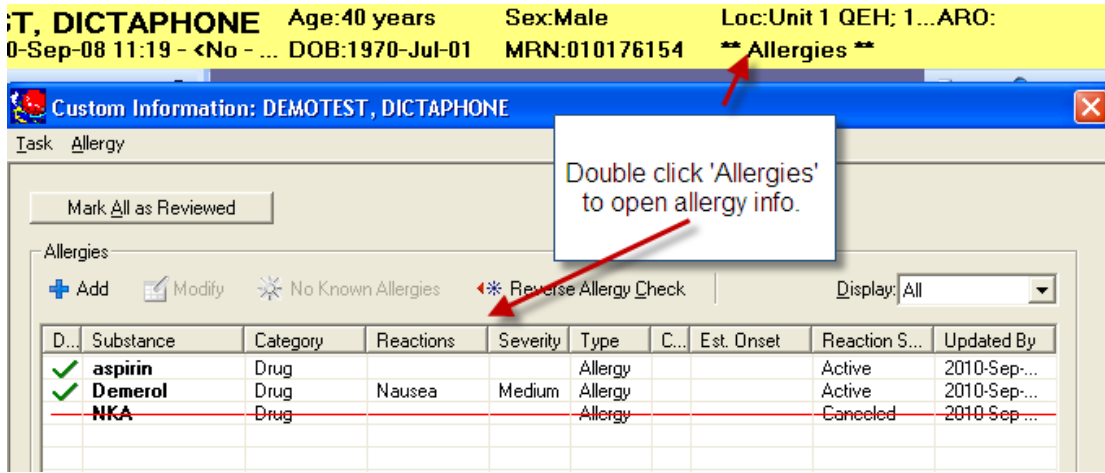 ST, DICTAPHONE Age:40 years Sex:Male Loc:Unit 1 QEH; 1...ARO:
0-Sep-08 11:19 - <No - ... DOB:1970-Jul-01 MRN:010176154 ** Allergies **
Custom Information: DEMOTEST, DICTAPHONE
Task Allergy
Double click 'Allergies'
to open allergy info.
Mark All as Reviewed
Allergies
Add Modify No Known Allergies Reverse Allergy Check Display: All
D... Substance Category Reactions Severity Type C... Est. Onset Reaction S... Updated By
aspirin Drug Allergy Active 2010-Sep-...
Demerol Drug Nausea Medium Allergy Active 2010-Sep-...
NKA Drug Allergy Canceled 2010-Sep-...